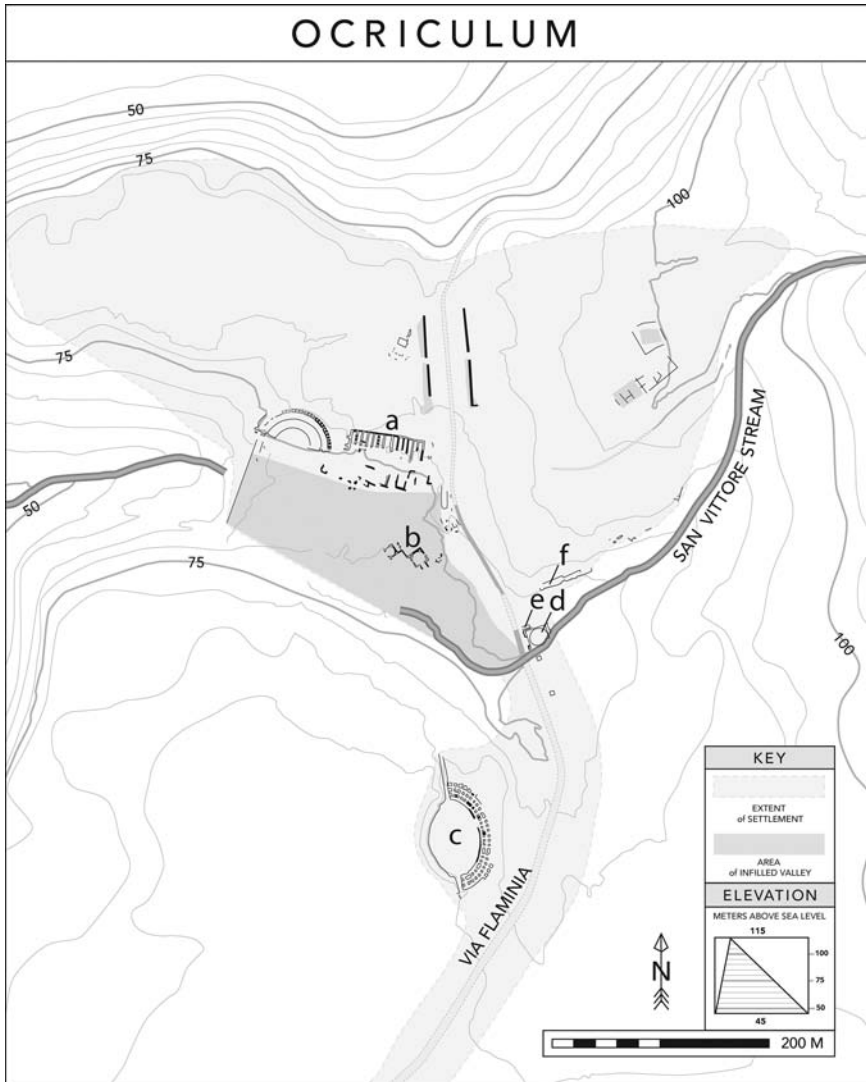 OCRICULUM
50
75
100
75
a
50
b
75
SAN VITTORE STREAM
f
e
d
100
c
VIA FLAMINIA
KEY
EXTENT
of SETTLEMENT
AREA
of INFILLED VALLEY
ELEVATION
METERS ABOVE SEA LEVEL
115
100
75
50
45
N
200 M